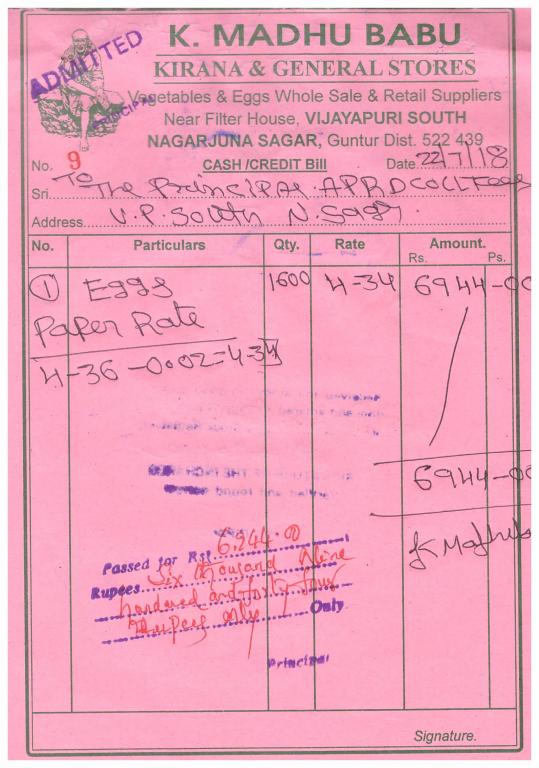 ADMITTED
PRINCIPAL
K. MADHU BABU
KIRANA & GENERAL STORES
Vegetables & Eggs Whole Sale & Retail Suppliers
Near Filter House, VIJAYAPURI SOUTH
NAGARJUNA SAGAR, Guntur Dist. 522 439
No. 9 CASH /CREDIT Bill Date 22/7/18
Sri To The Principal. APRDCOLLEGE
Address V.P. South N. Sagar
No. Particulars Qty. Rate Amount.
Rs. Ps.
① Eggs 1600 4-34 6944-00
Paper Rate
4-36-0.02=4-34
6944-00
Passed for Rs. 6.944.00
Rupees Six thousand Nine
hundered and forty four
Rupees only Only
Principal
Signature.